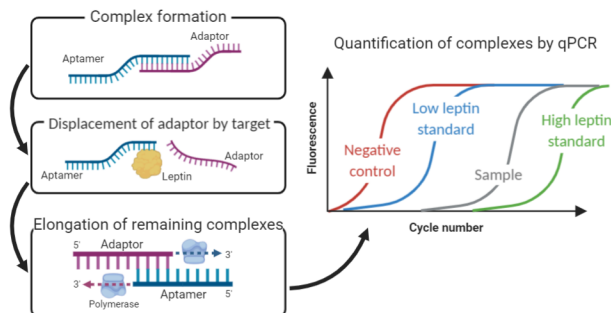 Complex formation
Aptamer
Adaptor
Displacement of adaptor by target
Aptamer
Leptin
Adaptor
Elongation of remaining complexes
5'
Adaptor
3'
3'
Polymerase
Aptamer
5'
Quantification of complexes by qPCR
Fluorescence
Negative
control
Low leptin
standard
Sample
High leptin
standard
Cycle number